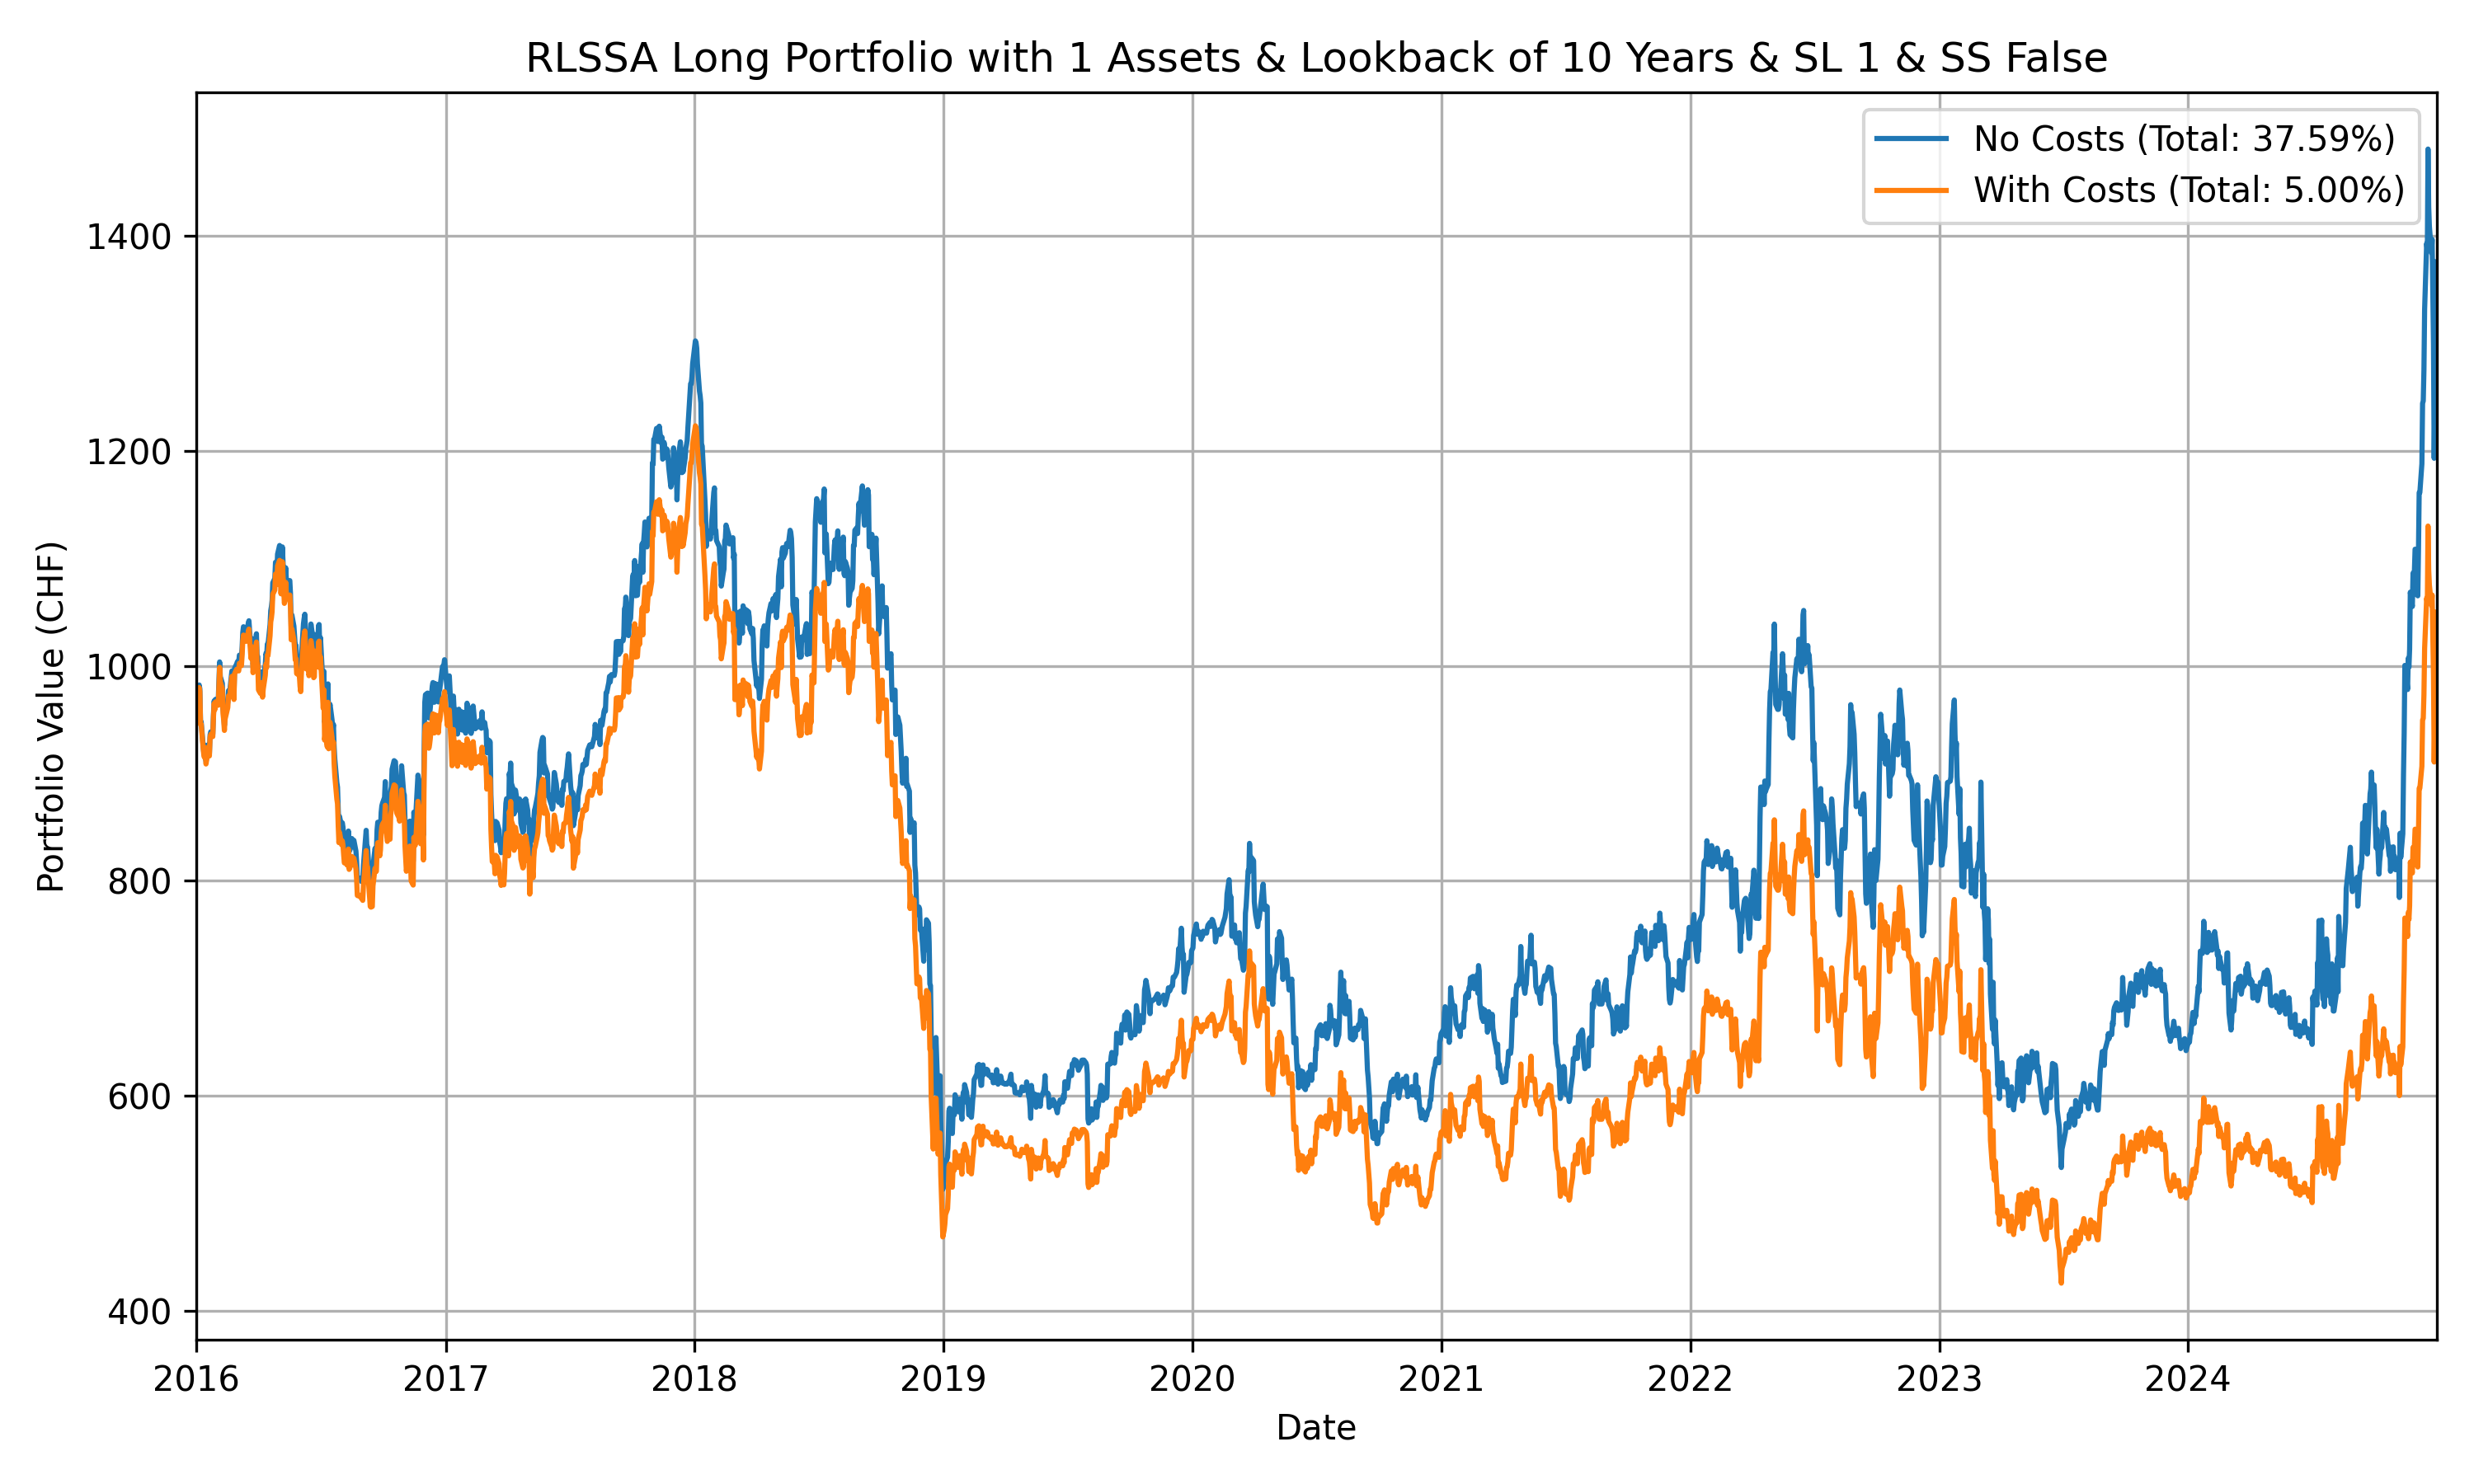 RLSSA Long Portfolio with 1 Assets & Lookback of 10 Years & SL 1 & SS False
No Costs (Total: 37.59%)
With Costs (Total: 5.00%)
Portfolio Value (CHF)
1400
1200
1000
800
600
400
2016 2017 2018 2019 2020 2021 2022 2023 2024
Date